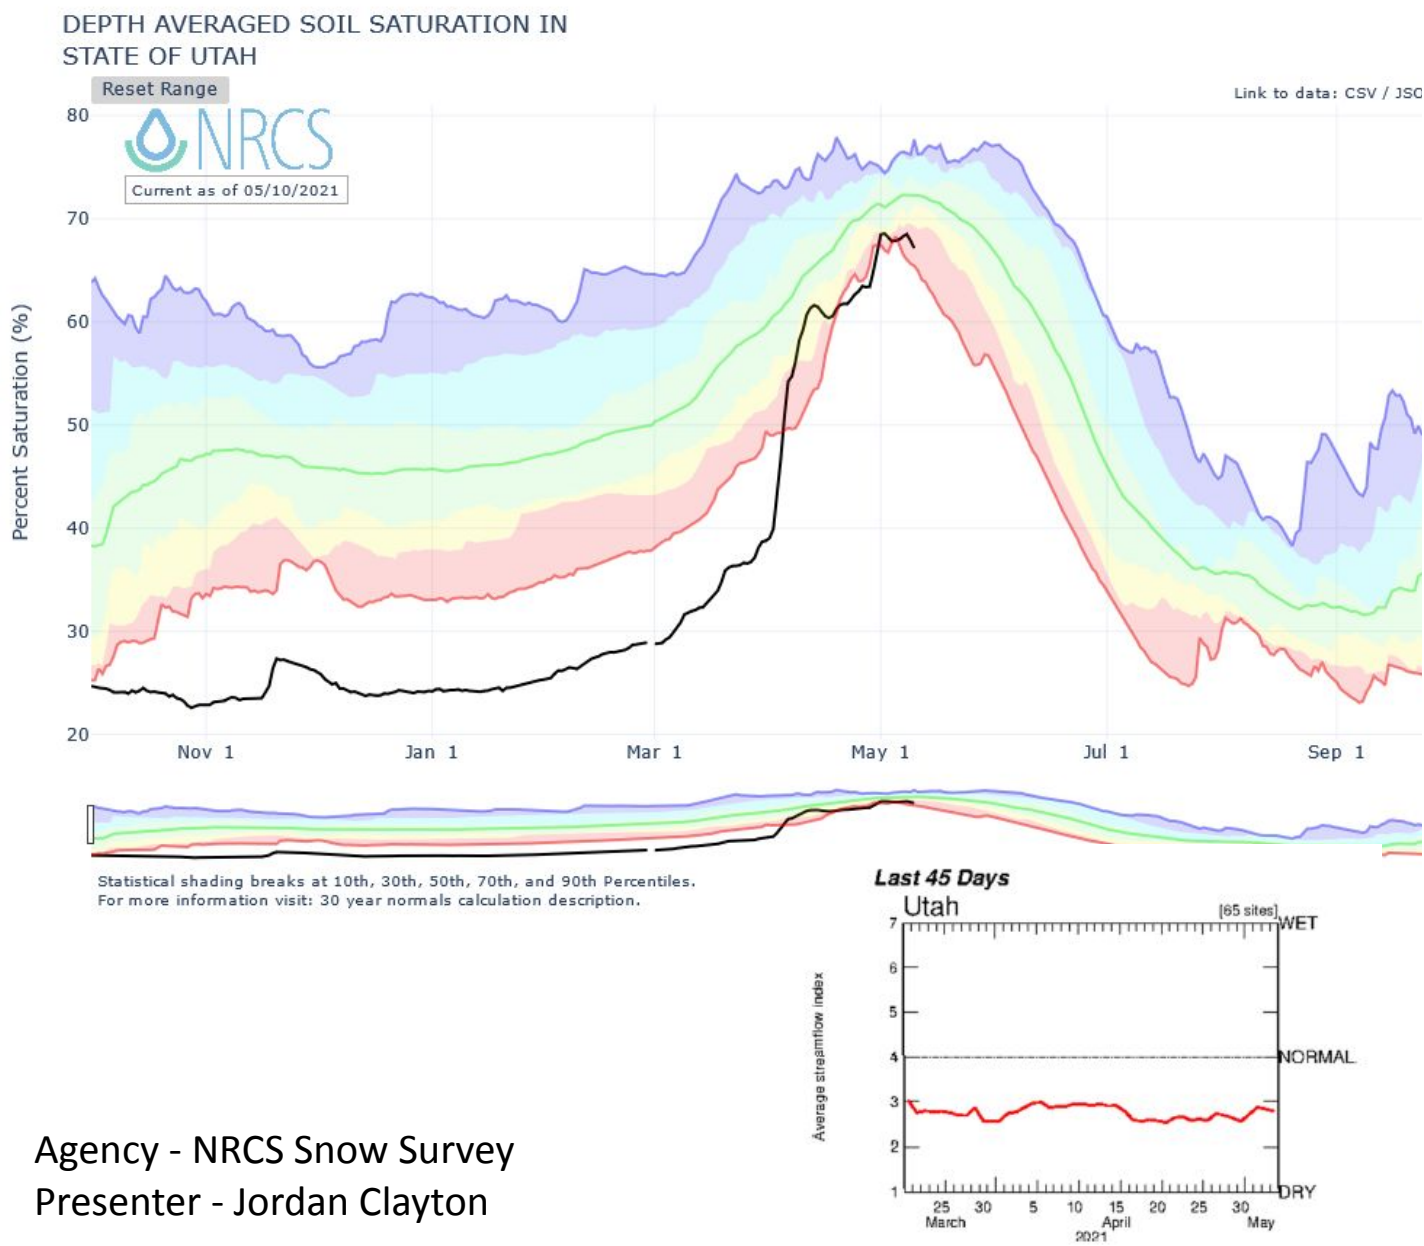 DEPTH AVERAGED SOIL SATURATION IN
STATE OF UTAH
Reset Range
Link to data: CSV / JSO
NRCS
Current as of 05/10/2021
Percent Saturation (%)
80
70
60
50
40
30
20
Nov 1
Jan 1
Mar 1
May 1
Jul 1
Sep 1
Statistical shading breaks at 10th, 30th, 50th, 70th, and 90th Percentiles.
For more information visit: 30 year normals calculation description.
Last 45 Days
Utah
[65 sites]
Average streamflow index
7
6
5
4
3
2
1
WET
NORMAL
DRY
25 30 5 10 15 20 25 30
March April May
2021
Agency - NRCS Snow Survey
Presenter - Jordan Clayton